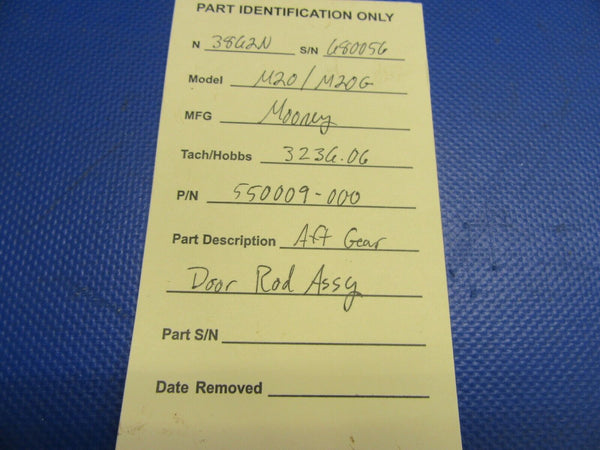 PART IDENTIFICATION ONLY
N 3862N S/N 680056
Model M20/M20G
MFG Mooney
Tach/Hobbs 3236.06
P/N 550009-000
Part Description Aft Gear
Door Rod Assy
Part S/N
Date Removed